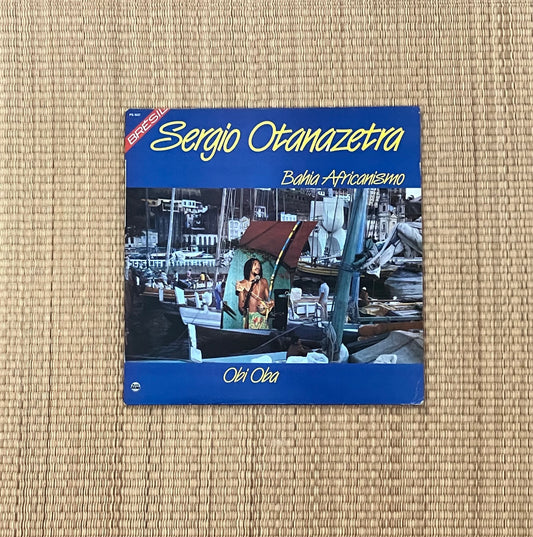 BRÉSIL
Sergio Otanazetra
Bahia Africanismo
Obi Oba